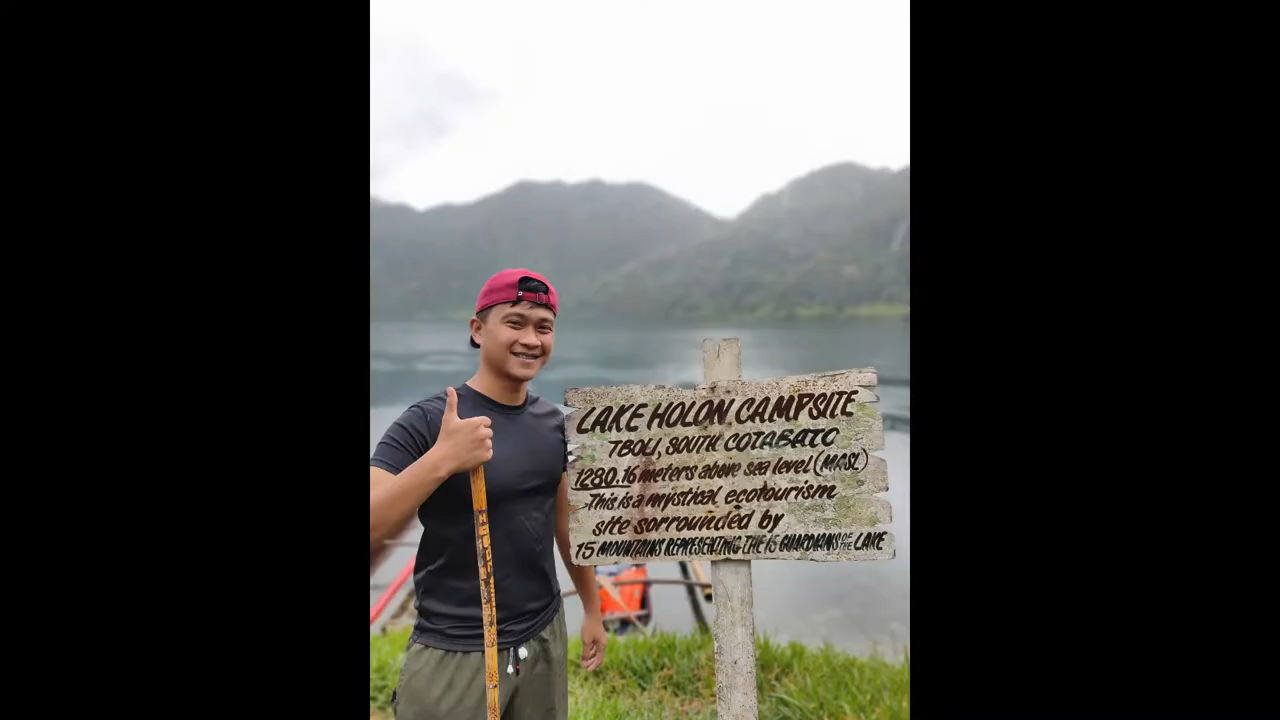 LAKE HOLON CAMPSITE
TBOLI, SOUTH COTABATO
1280.16 meters above sea level (MASL)
This is a mystical ecotourism
site sorrounded by
15 MOUNTAINS REPRESENTING THE 15 GUARDIANS OF THE LAKE